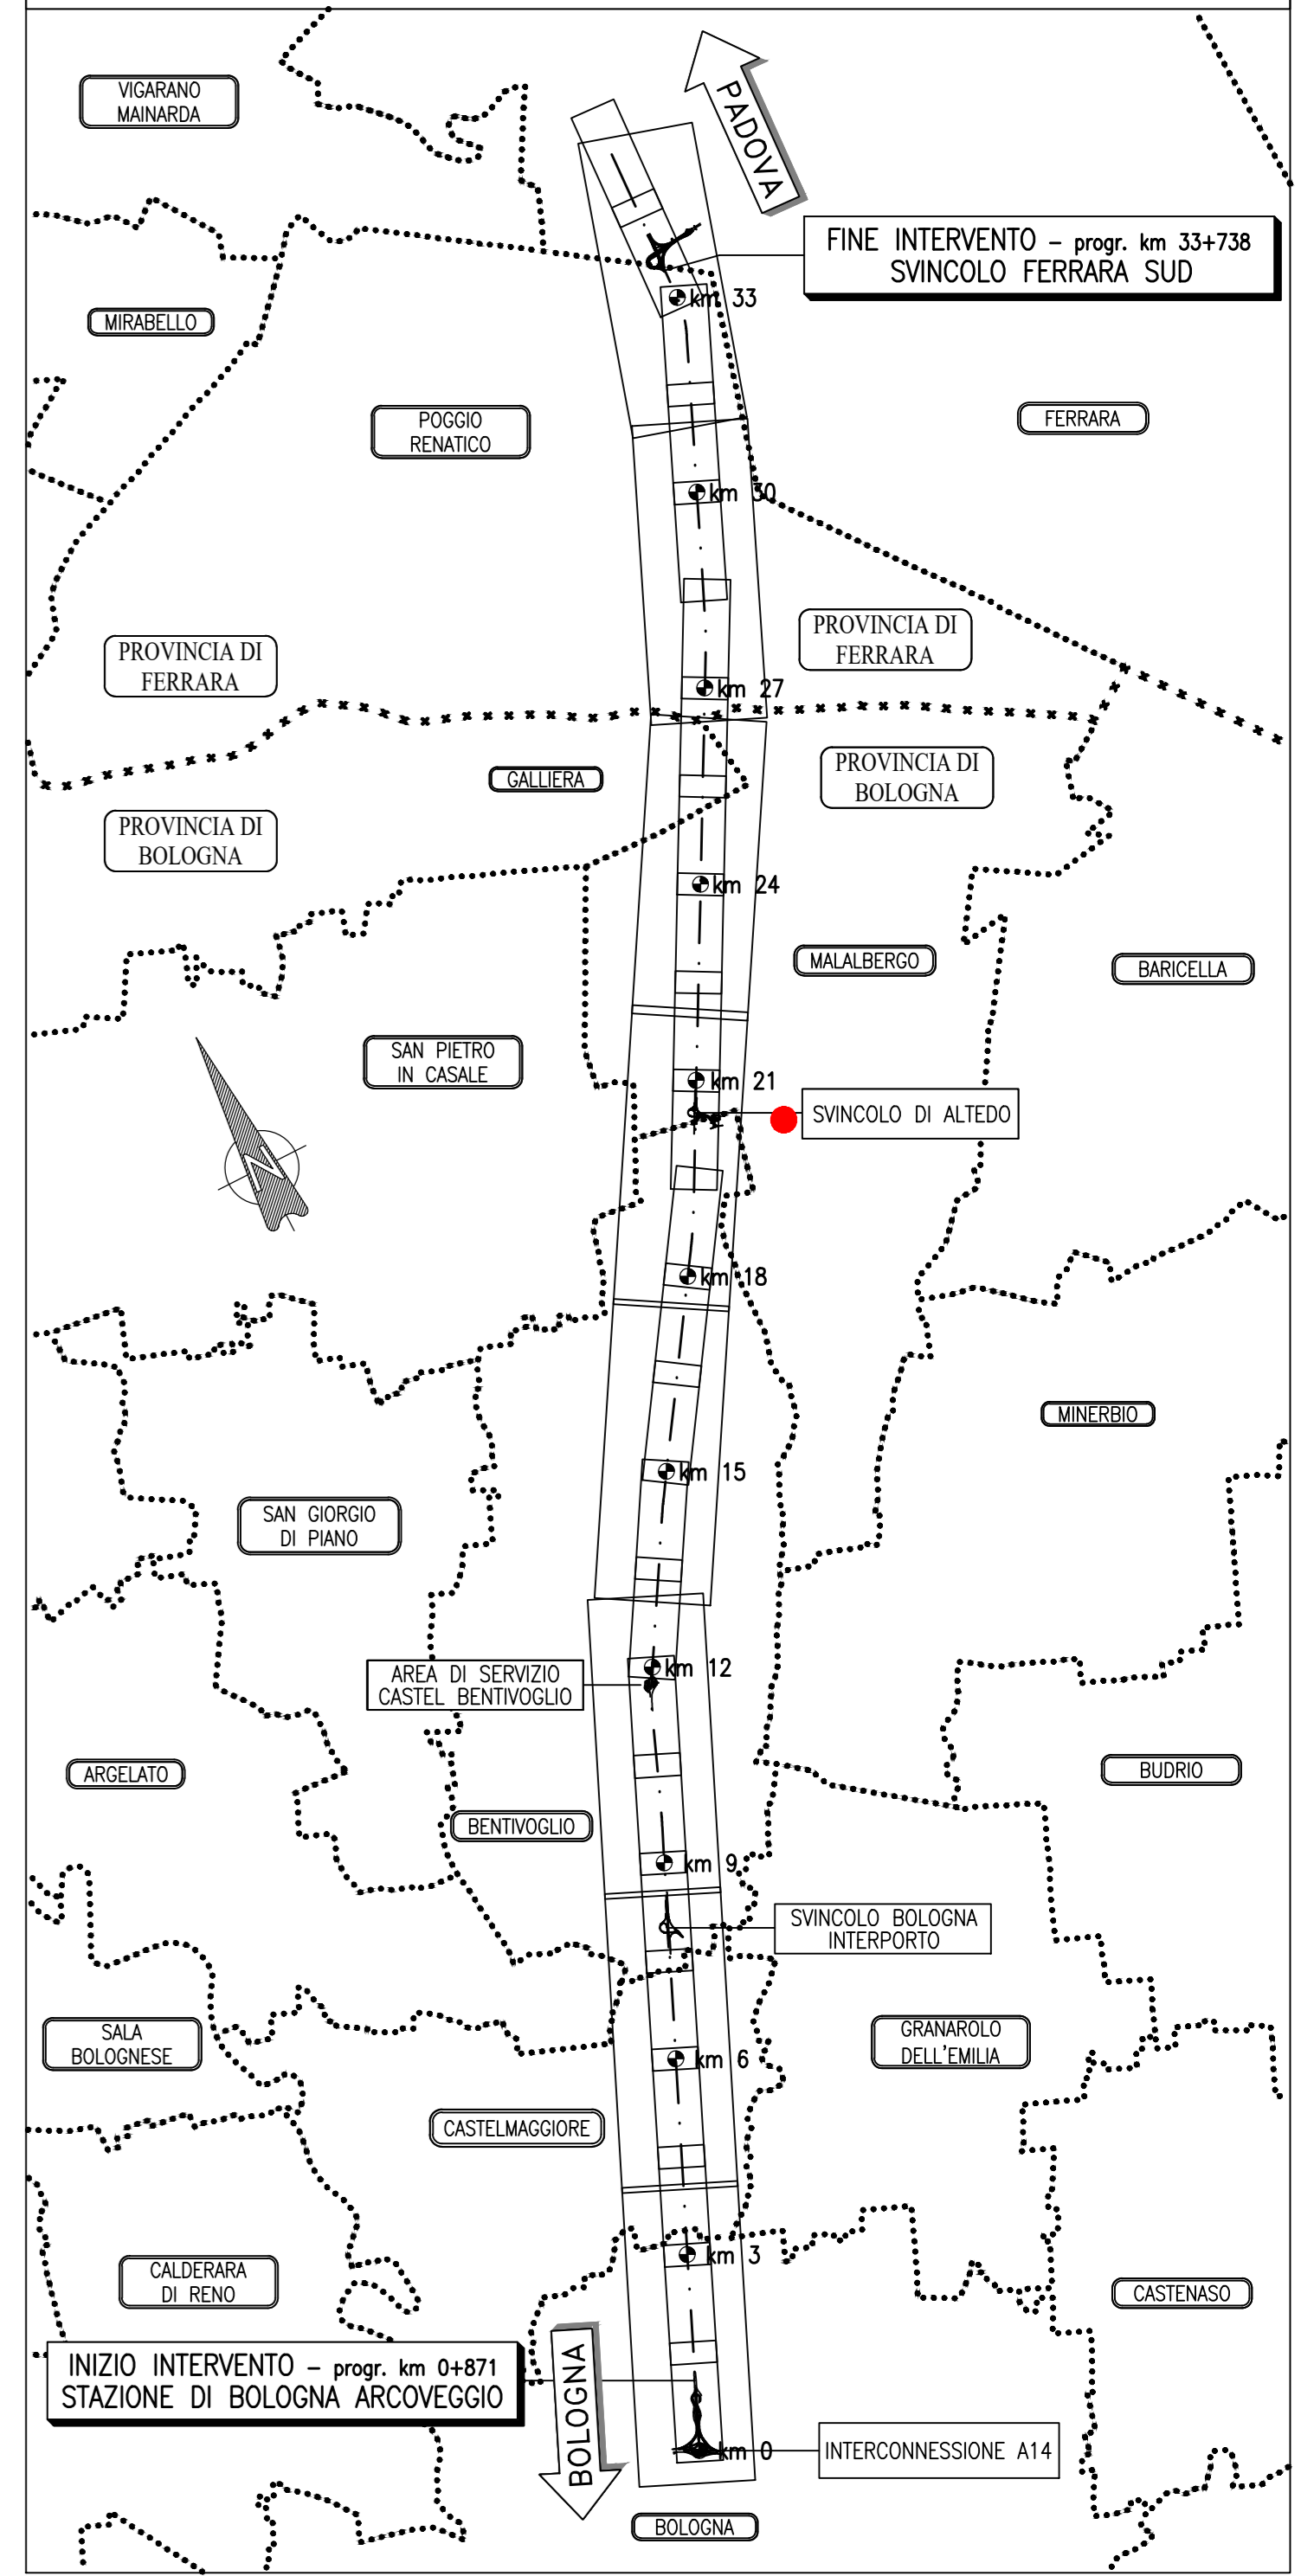 VIGARANO
MAINARDA
PADOVA
FINE INTERVENTO – progr. km 33+738
SVINCOLO FERRARA SUD
km 33
MIRABELLO
POGGIO
RENATICO
FERRARA
km 30
PROVINCIA DI
FERRARA
PROVINCIA DI
FERRARA
km 27
GALLIERA
PROVINCIA DI
BOLOGNA
PROVINCIA DI
BOLOGNA
km 24
MALALBERGO
BARICELLA
SAN PIETRO
IN CASALE
km 21
SVINCOLO DI ALTEDO
N
km 18
MINERBIO
km 15
SAN GIORGIO
DI PIANO
km 12
AREA DI SERVIZIO
CASTEL BENTIVOGLIO
ARGELATO
BUDRIO
BENTIVOGLIO
km 9
SVINCOLO BOLOGNA
INTERPORTO
SALA
BOLOGNESE
GRANAROLO
DELL'EMILIA
km 6
CASTELMAGGIORE
km 3
CALDERARA
DI RENO
CASTENASO
INIZIO INTERVENTO – progr. km 0+871
STAZIONE DI BOLOGNA ARCOVEGGIO
BOLOGNA
km 0
INTERCONNESSIONE A14
BOLOGNA